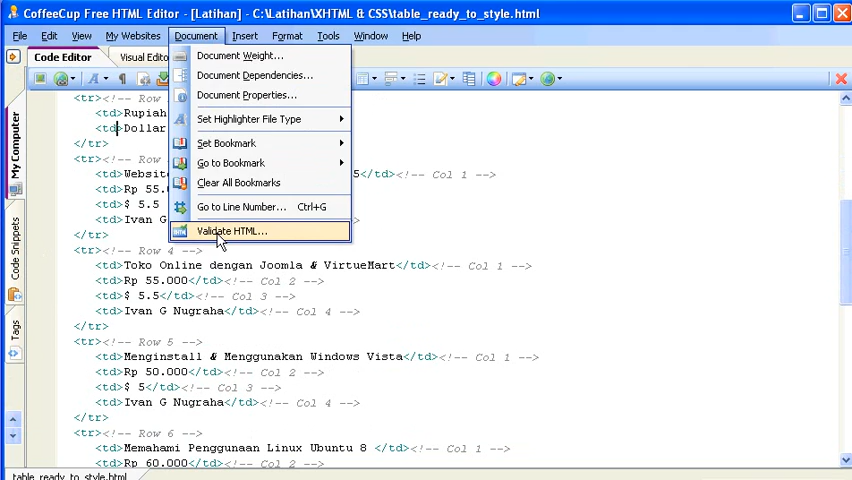 CoffeeCup Free HTML Editor - [Latihan] - C:\Latihan\XHTML & CSS\table_ready_to_style.html
File Edit View My Websites Document Insert Format Tools Window Help
Code Editor Visual Edito
Document Weight...
Document Dependencies...
Document Properties...
Set Highlighter File Type
Set Bookmark
Go to Bookmark
Clear All Bookmarks
Go to Line Number... Ctrl+G
Validate HTML...
My Computer
Code Snippets
Tags
<tr><!-- Row
<td>Rupiah
<td>Dollar
</tr>
<tr><!-- Row
<td>Website 5</td><!-- Col 1 -->
<td>Rp 55.
<td>$ 5.5
<td>Ivan G
</tr>
<tr><!-- Row 4 -->
<td>Toko Online dengan Joomla & VirtueMart</td><!-- Col 1 -->
<td>Rp 55.000</td><!-- Col 2 -->
<td>$ 5.5</td><!-- Col 3 -->
<td>Ivan G Nugraha</td><!-- Col 4 -->
</tr>
<tr><!-- Row 5 -->
<td>Menginstall & Menggunakan Windows Vista</td><!-- Col 1 -->
<td>Rp 50.000</td><!-- Col 2 -->
<td>$ 5</td><!-- Col 3 -->
<td>Ivan G Nugraha</td><!-- Col 4 -->
</tr>
<tr><!-- Row 6 -->
<td>Memahami Penggunaan Linux Ubuntu 8 </td><!-- Col 1 -->
<td>Rp 60.000</td><!-- Col 2 -->
table_ready_to_style.html